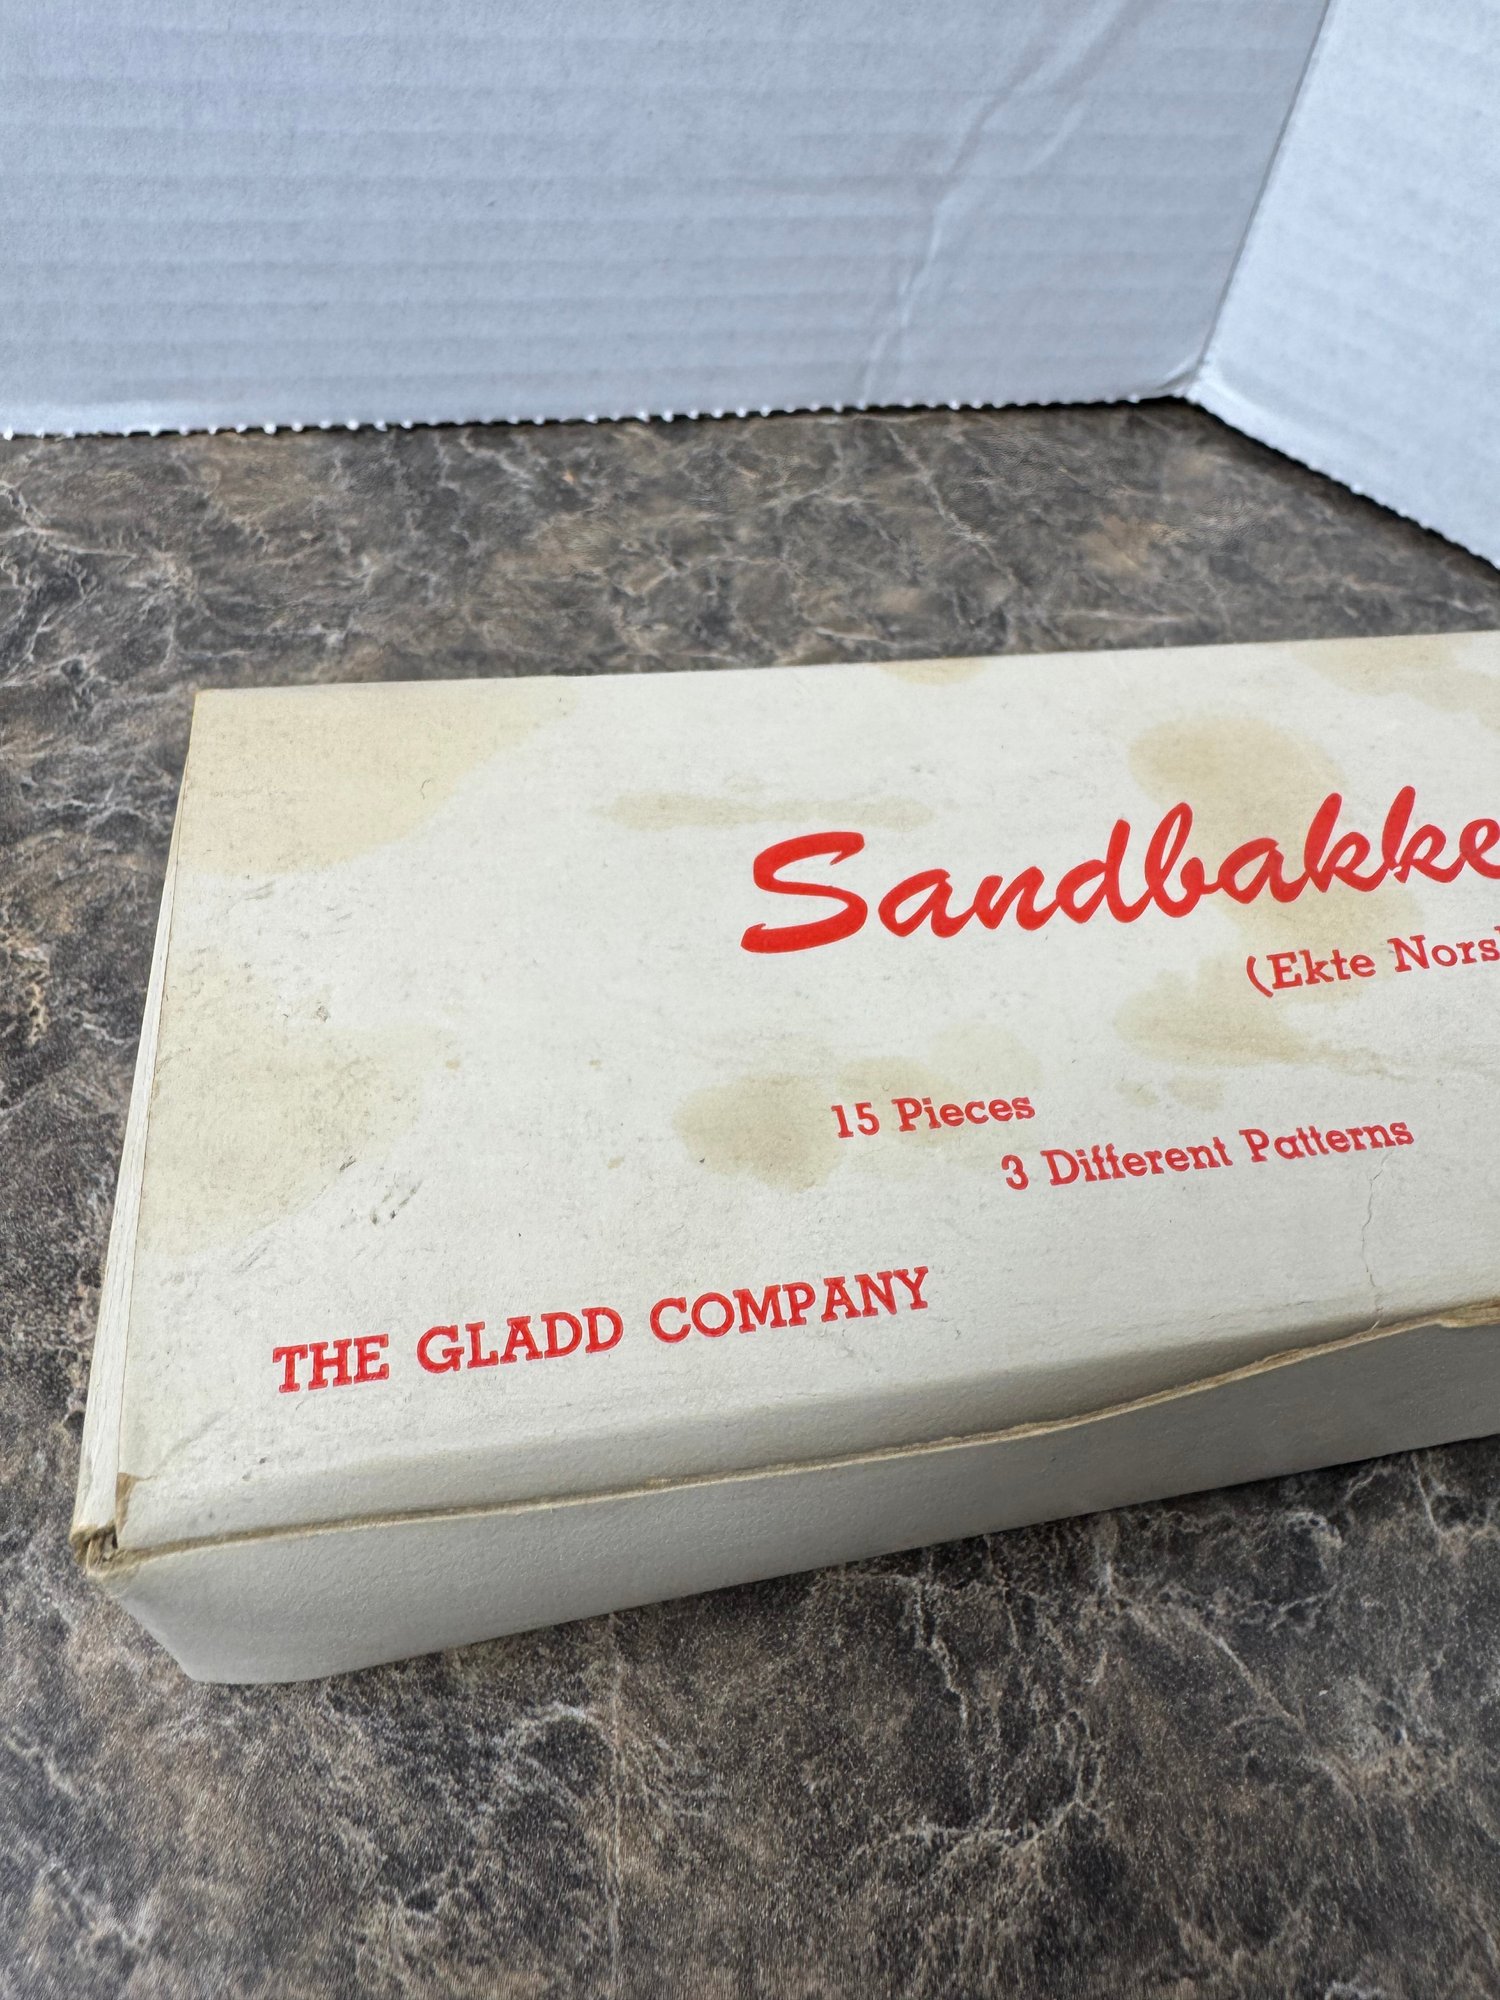 Sandbakke
(Ekte Nors
15 Pieces
3 Different Patterns
THE GLADD COMPANY